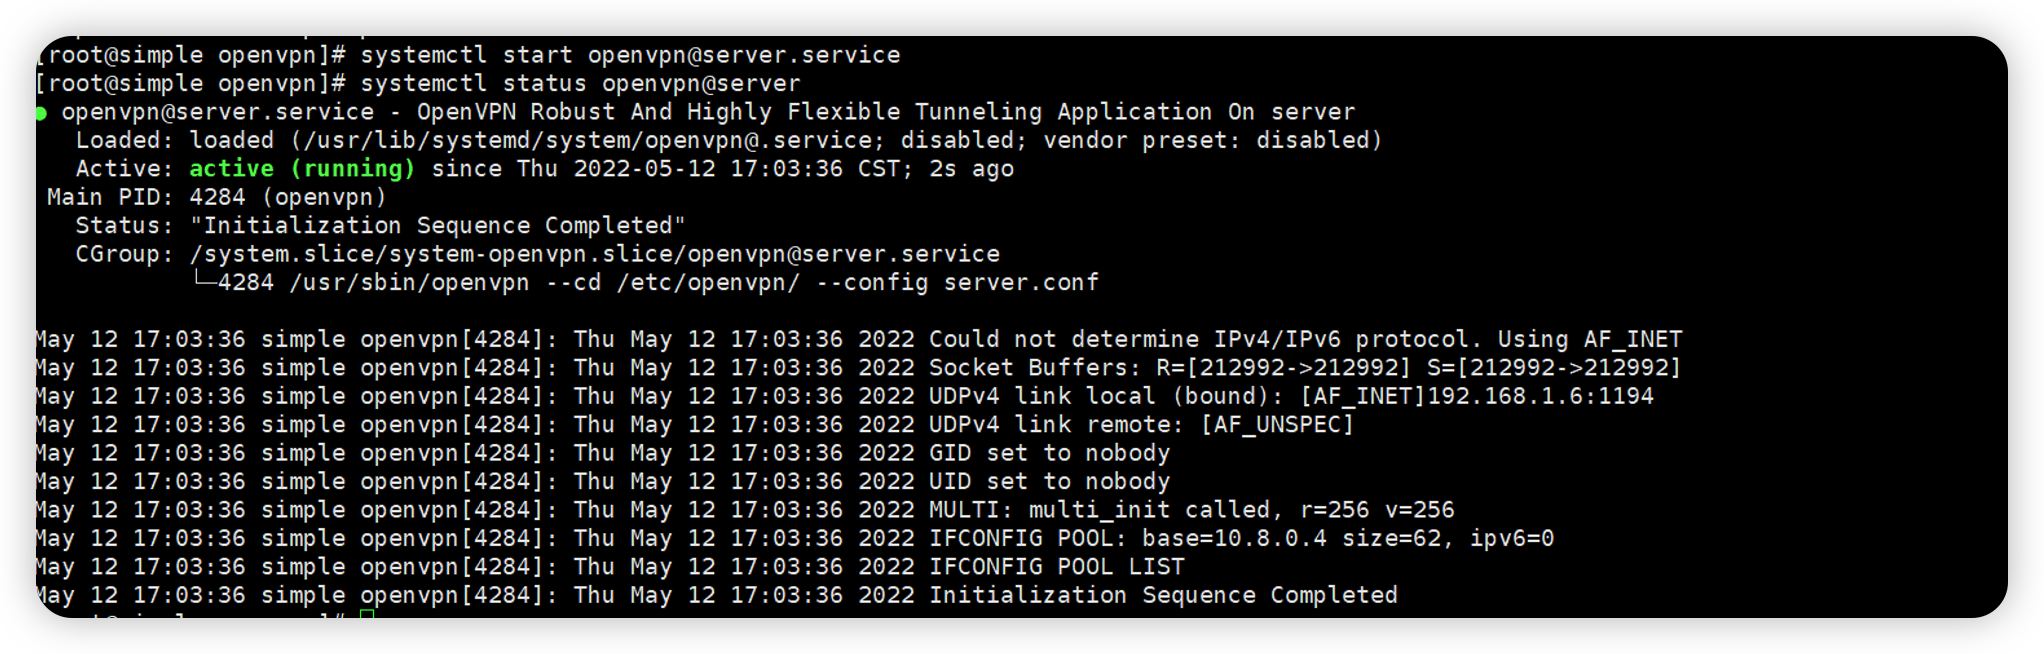 [root@simple openvpn]# systemctl start openvpn@server.service
[root@simple openvpn]# systemctl status openvpn@server
● openvpn@server.service - OpenVPN Robust And Highly Flexible Tunneling Application On server
   Loaded: loaded (/usr/lib/systemd/system/openvpn@.service; disabled; vendor preset: disabled)
   Active: active (running) since Thu 2022-05-12 17:03:36 CST; 2s ago
 Main PID: 4284 (openvpn)
   Status: "Initialization Sequence Completed"
   CGroup: /system.slice/system-openvpn.slice/openvpn@server.service
           └─4284 /usr/sbin/openvpn --cd /etc/openvpn/ --config server.conf
May 12 17:03:36 simple openvpn[4284]: Thu May 12 17:03:36 2022 Could not determine IPv4/IPv6 protocol. Using AF_INET
May 12 17:03:36 simple openvpn[4284]: Thu May 12 17:03:36 2022 Socket Buffers: R=[212992->212992] S=[212992->212992]
May 12 17:03:36 simple openvpn[4284]: Thu May 12 17:03:36 2022 UDPv4 link local (bound): [AF_INET]192.168.1.6:1194
May 12 17:03:36 simple openvpn[4284]: Thu May 12 17:03:36 2022 UDPv4 link remote: [AF_UNSPEC]
May 12 17:03:36 simple openvpn[4284]: Thu May 12 17:03:36 2022 GID set to nobody
May 12 17:03:36 simple openvpn[4284]: Thu May 12 17:03:36 2022 UID set to nobody
May 12 17:03:36 simple openvpn[4284]: Thu May 12 17:03:36 2022 MULTI: multi_init called, r=256 v=256
May 12 17:03:36 simple openvpn[4284]: Thu May 12 17:03:36 2022 IFCONFIG POOL: base=10.8.0.4 size=62, ipv6=0
May 12 17:03:36 simple openvpn[4284]: Thu May 12 17:03:36 2022 IFCONFIG POOL LIST
May 12 17:03:36 simple openvpn[4284]: Thu May 12 17:03:36 2022 Initialization Sequence Completed